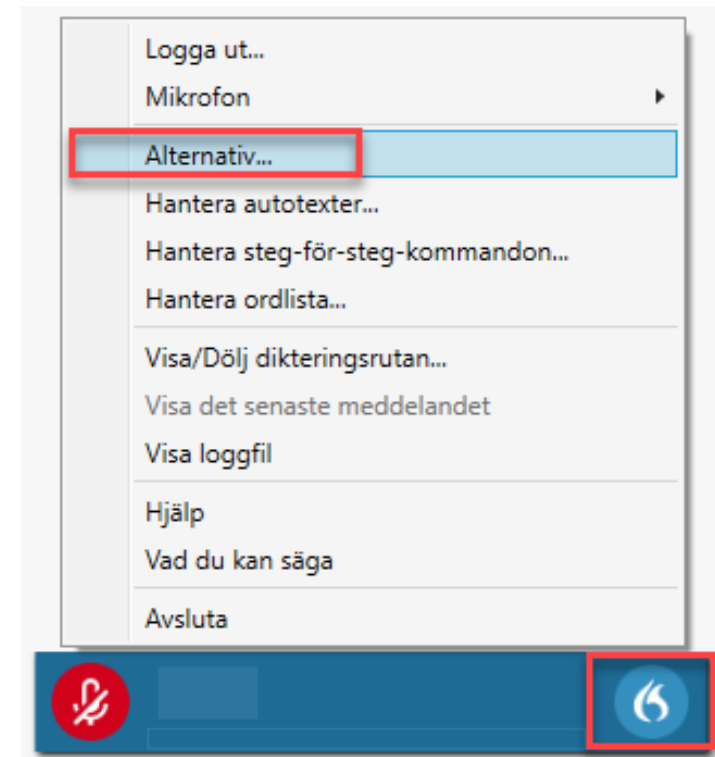 Logga ut...
Mikrofon
Alternativ...
Hantera autotexter...
Hantera steg-för-steg-kommandon...
Hantera ordlista...
Visa/Dölj dikteringsrutan...
Visa det senaste meddelandet
Visa loggfil
Hjälp
Vad du kan säga
Avsluta